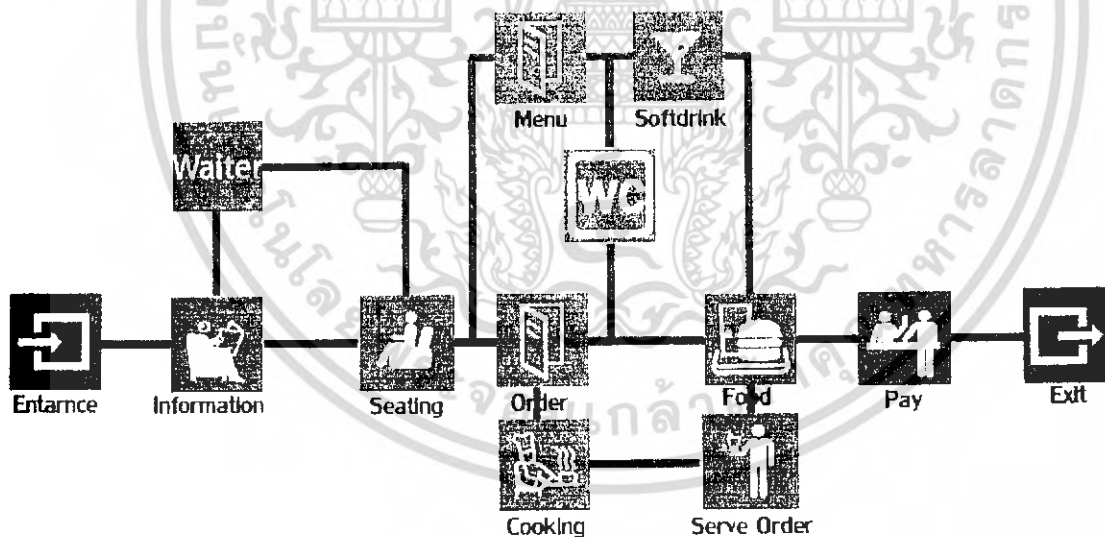 Menu
Softdrink
Waiter
WC
Entarnce
Information
Seating
Order
Food
Pay
Exit
Cooking
Serve Order